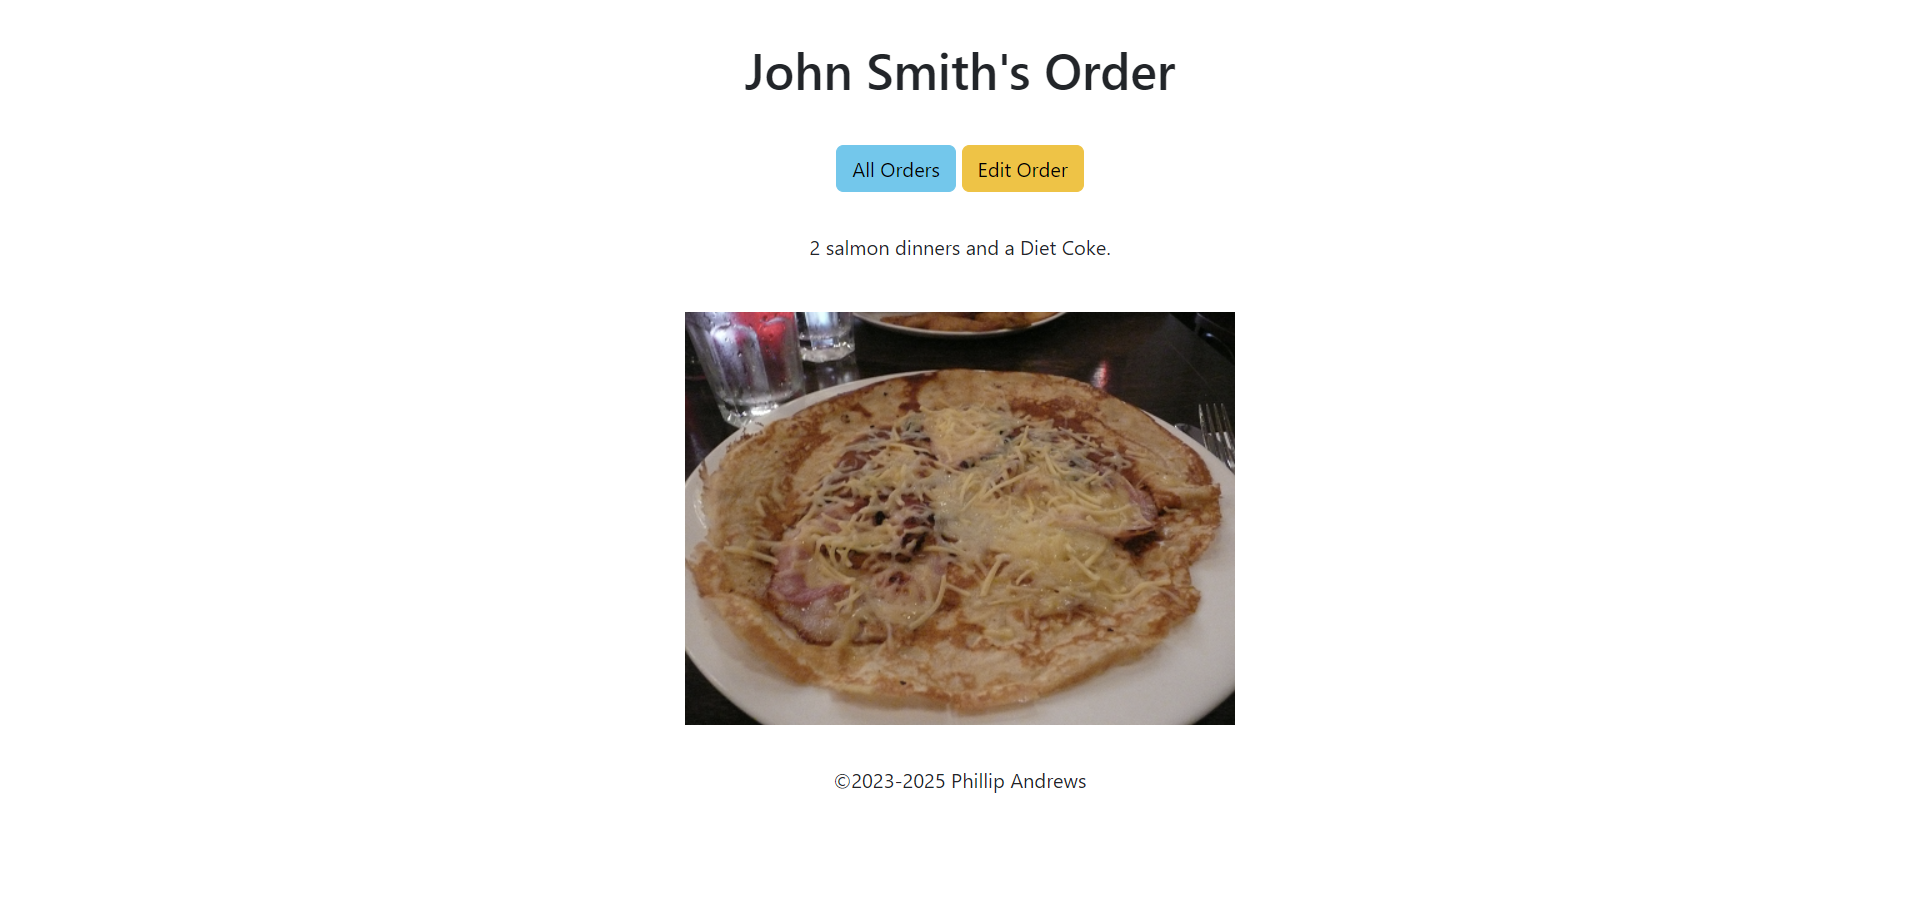 John Smith's Order
All Orders Edit Order
2 salmon dinners and a Diet Coke.
©2023-2025 Phillip Andrews